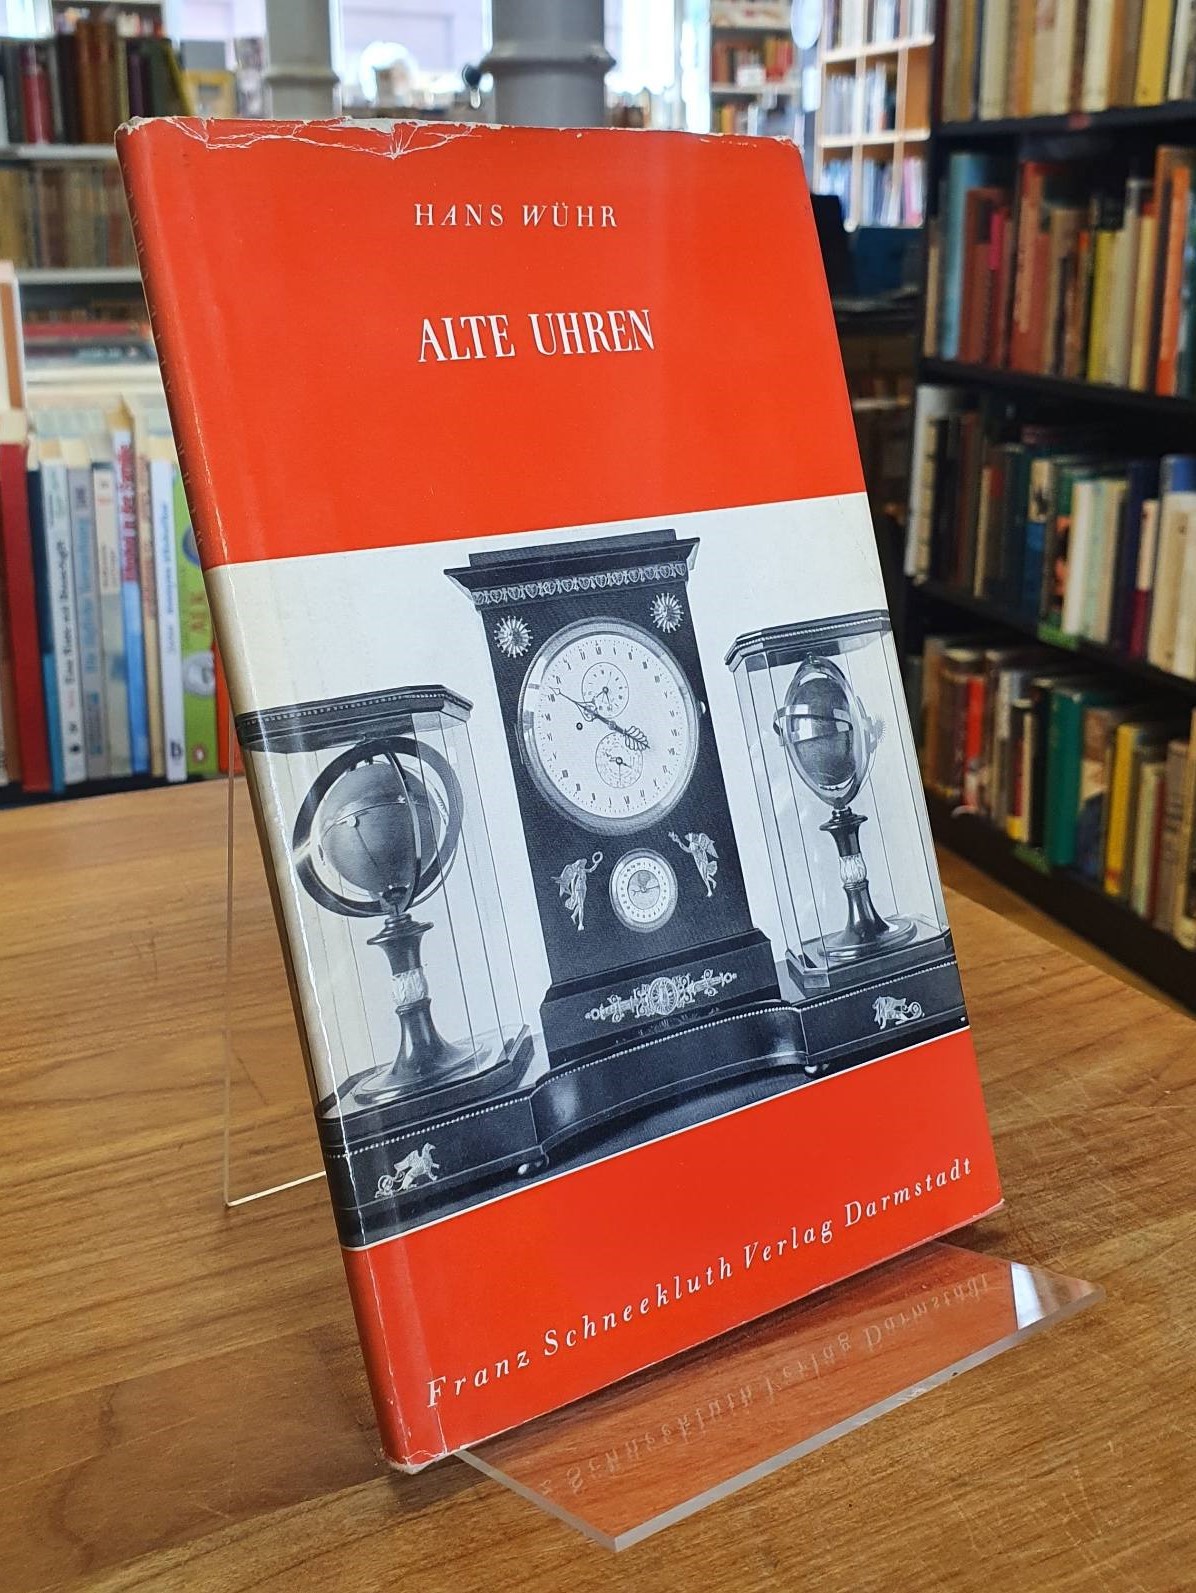 HANS WÜHR
ALTE UHREN
Franz Schneekluth Verlag Darmstadt